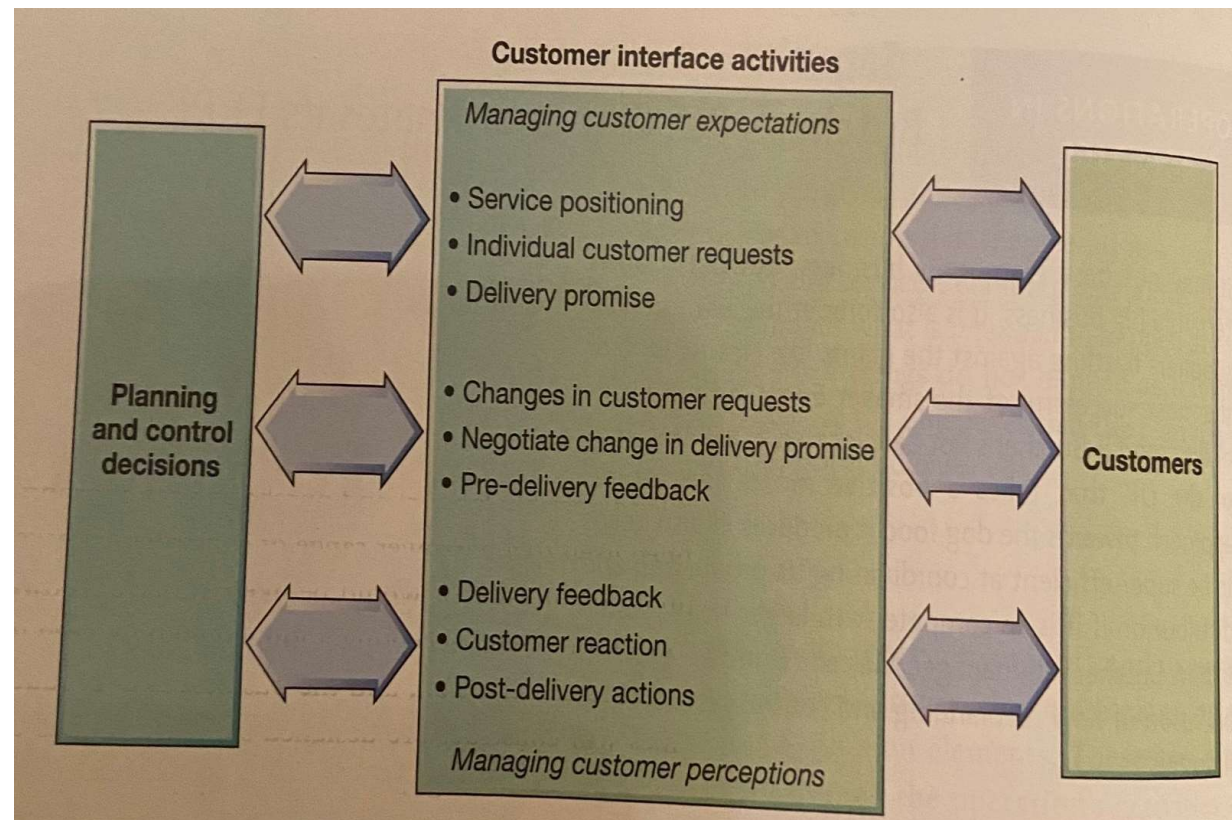 Customer interface activities
Managing customer expectations
• Service positioning
• Individual customer requests
• Delivery promise
Planning
and control
decisions
• Changes in customer requests
• Negotiate change in delivery promise
• Pre-delivery feedback
Customers
• Delivery feedback
• Customer reaction
• Post-delivery actions
Managing customer perceptions